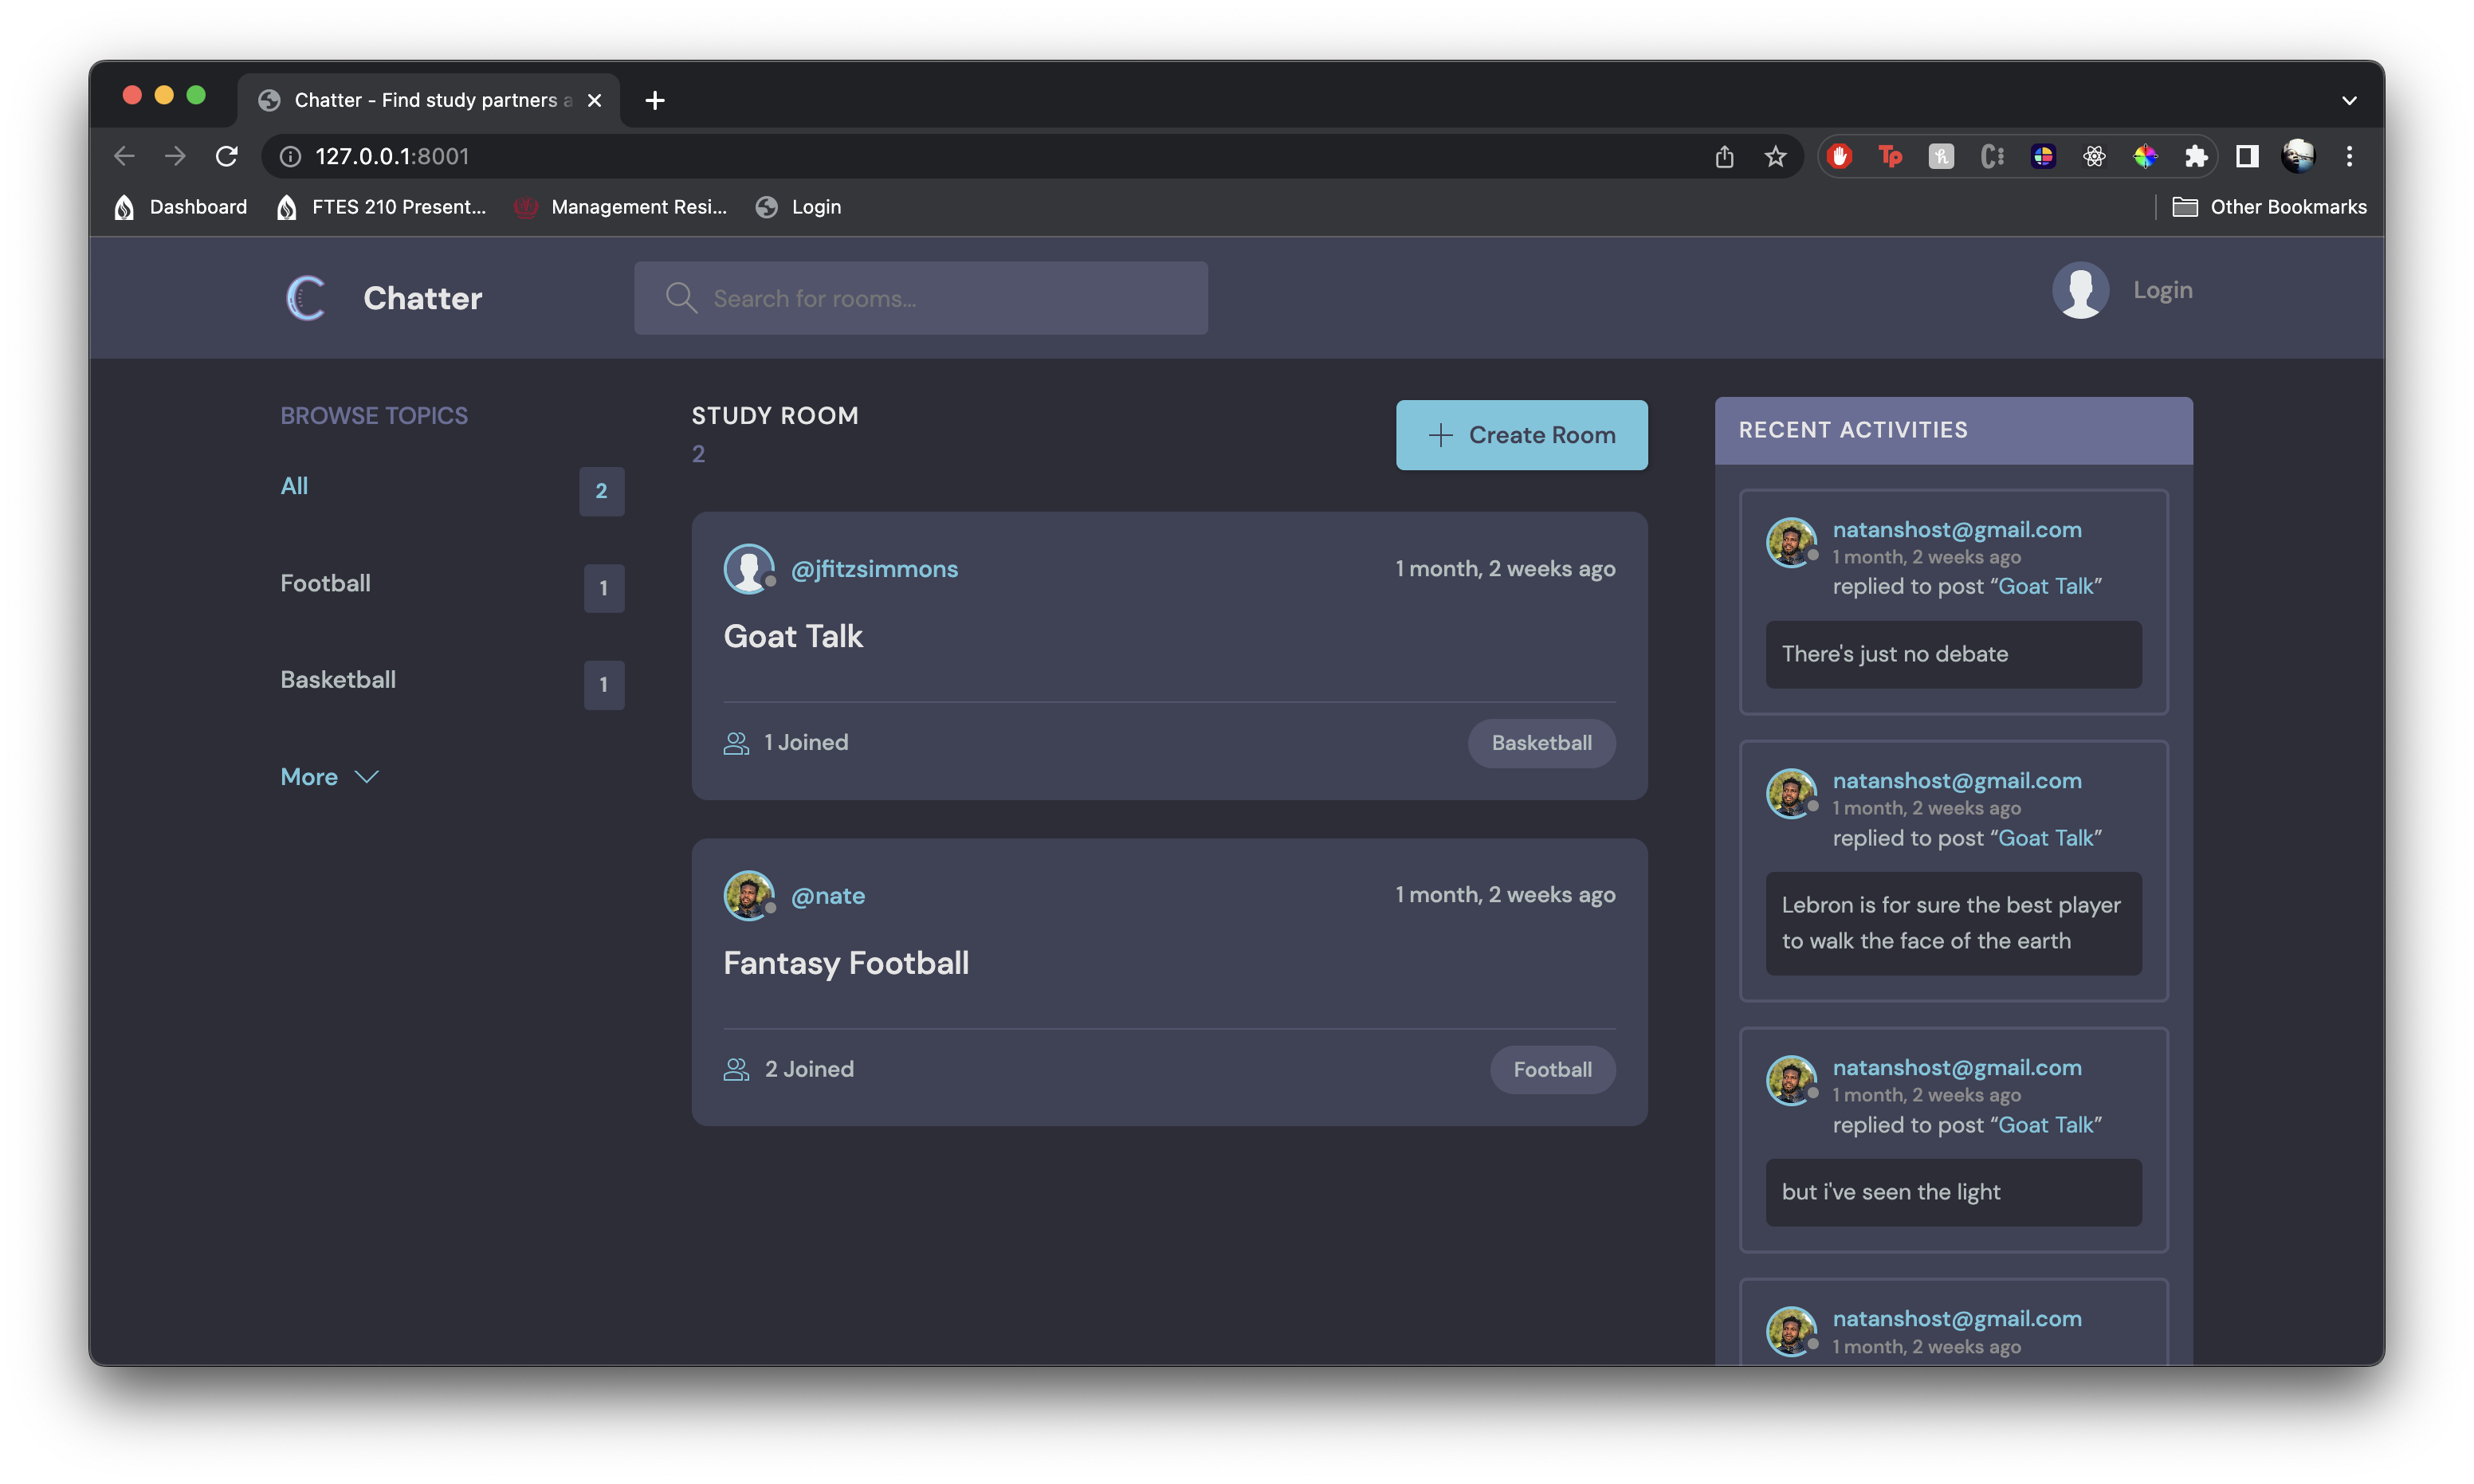 Chatter - Find study partners a
127.0.0.1:8001
Tp
Dashboard
FTES 210 Present...
Management Resi...
Login
Other Bookmarks
Chatter
Search for rooms...
Login
BROWSE TOPICS
All 2
Football 1
Basketball 1
More
STUDY ROOM
2
Create Room
@jfitzsimmons
1 month, 2 weeks ago
Goat Talk
1 Joined
Basketball
@nate
1 month, 2 weeks ago
Fantasy Football
2 Joined
Football
RECENT ACTIVITIES
natanshost@gmail.com
1 month, 2 weeks ago
replied to post “Goat Talk”
There's just no debate
natanshost@gmail.com
1 month, 2 weeks ago
replied to post “Goat Talk”
Lebron is for sure the best player
to walk the face of the earth
natanshost@gmail.com
1 month, 2 weeks ago
replied to post “Goat Talk”
but i've seen the light
natanshost@gmail.com
1 month, 2 weeks ago